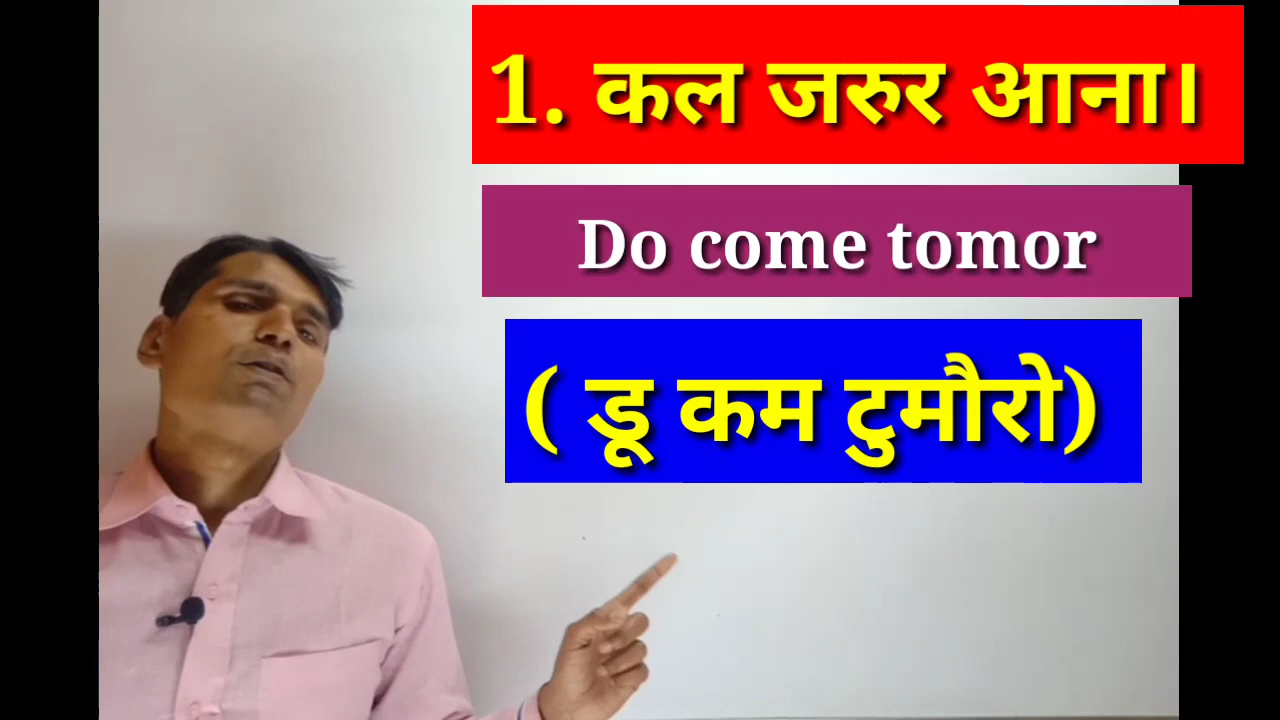 1. कल जरुर आना।
Do come tomor
( डू कम टुमौरो)